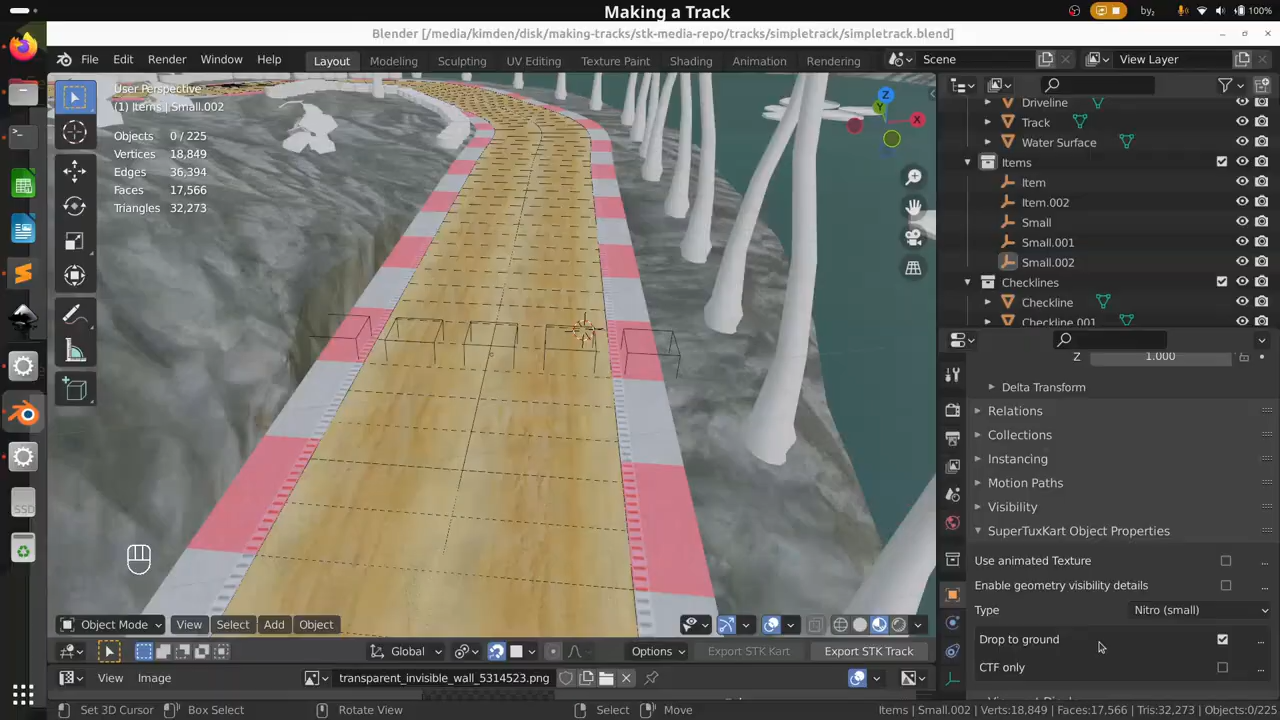 Making a Track
by₂
100%
Blender [/media/kimden/disk/making-tracks/stk-media-repo/tracks/simpletrack/simpletrack.blend]
File Edit Render Window Help Layout Modeling Sculpting UV Editing Texture Paint Shading Animation Rendering Scene View Layer
User Perspective
(1) Items | Small.002
Objects 0 / 225
Vertices 18,849
Edges 36,394
Faces 17,566
Triangles 32,273
Z
Y
X
Driveline
Track
Water Surface
Items
Item
Item.002
Small
Small.001
Small.002
Checklines
Checkline
Checkline.001
Z 1.000
Delta Transform
Relations
Collections
Instancing
Motion Paths
Visibility
SuperTuxKart Object Properties
Use animated Texture ...
Enable geometry visibility details ...
Type Nitro (small)
Drop to ground ...
CTF only ...
SSD
Object Mode View Select Add Object
Global Options Export STK Kart Export STK Track
View Image transparent_invisible_wall_5314523.png
Set 3D Cursor Box Select Rotate View Select Move Items | Small.002 | Verts:18,849 | Faces:17,566 | Tris:32,273 | Objects:0/225